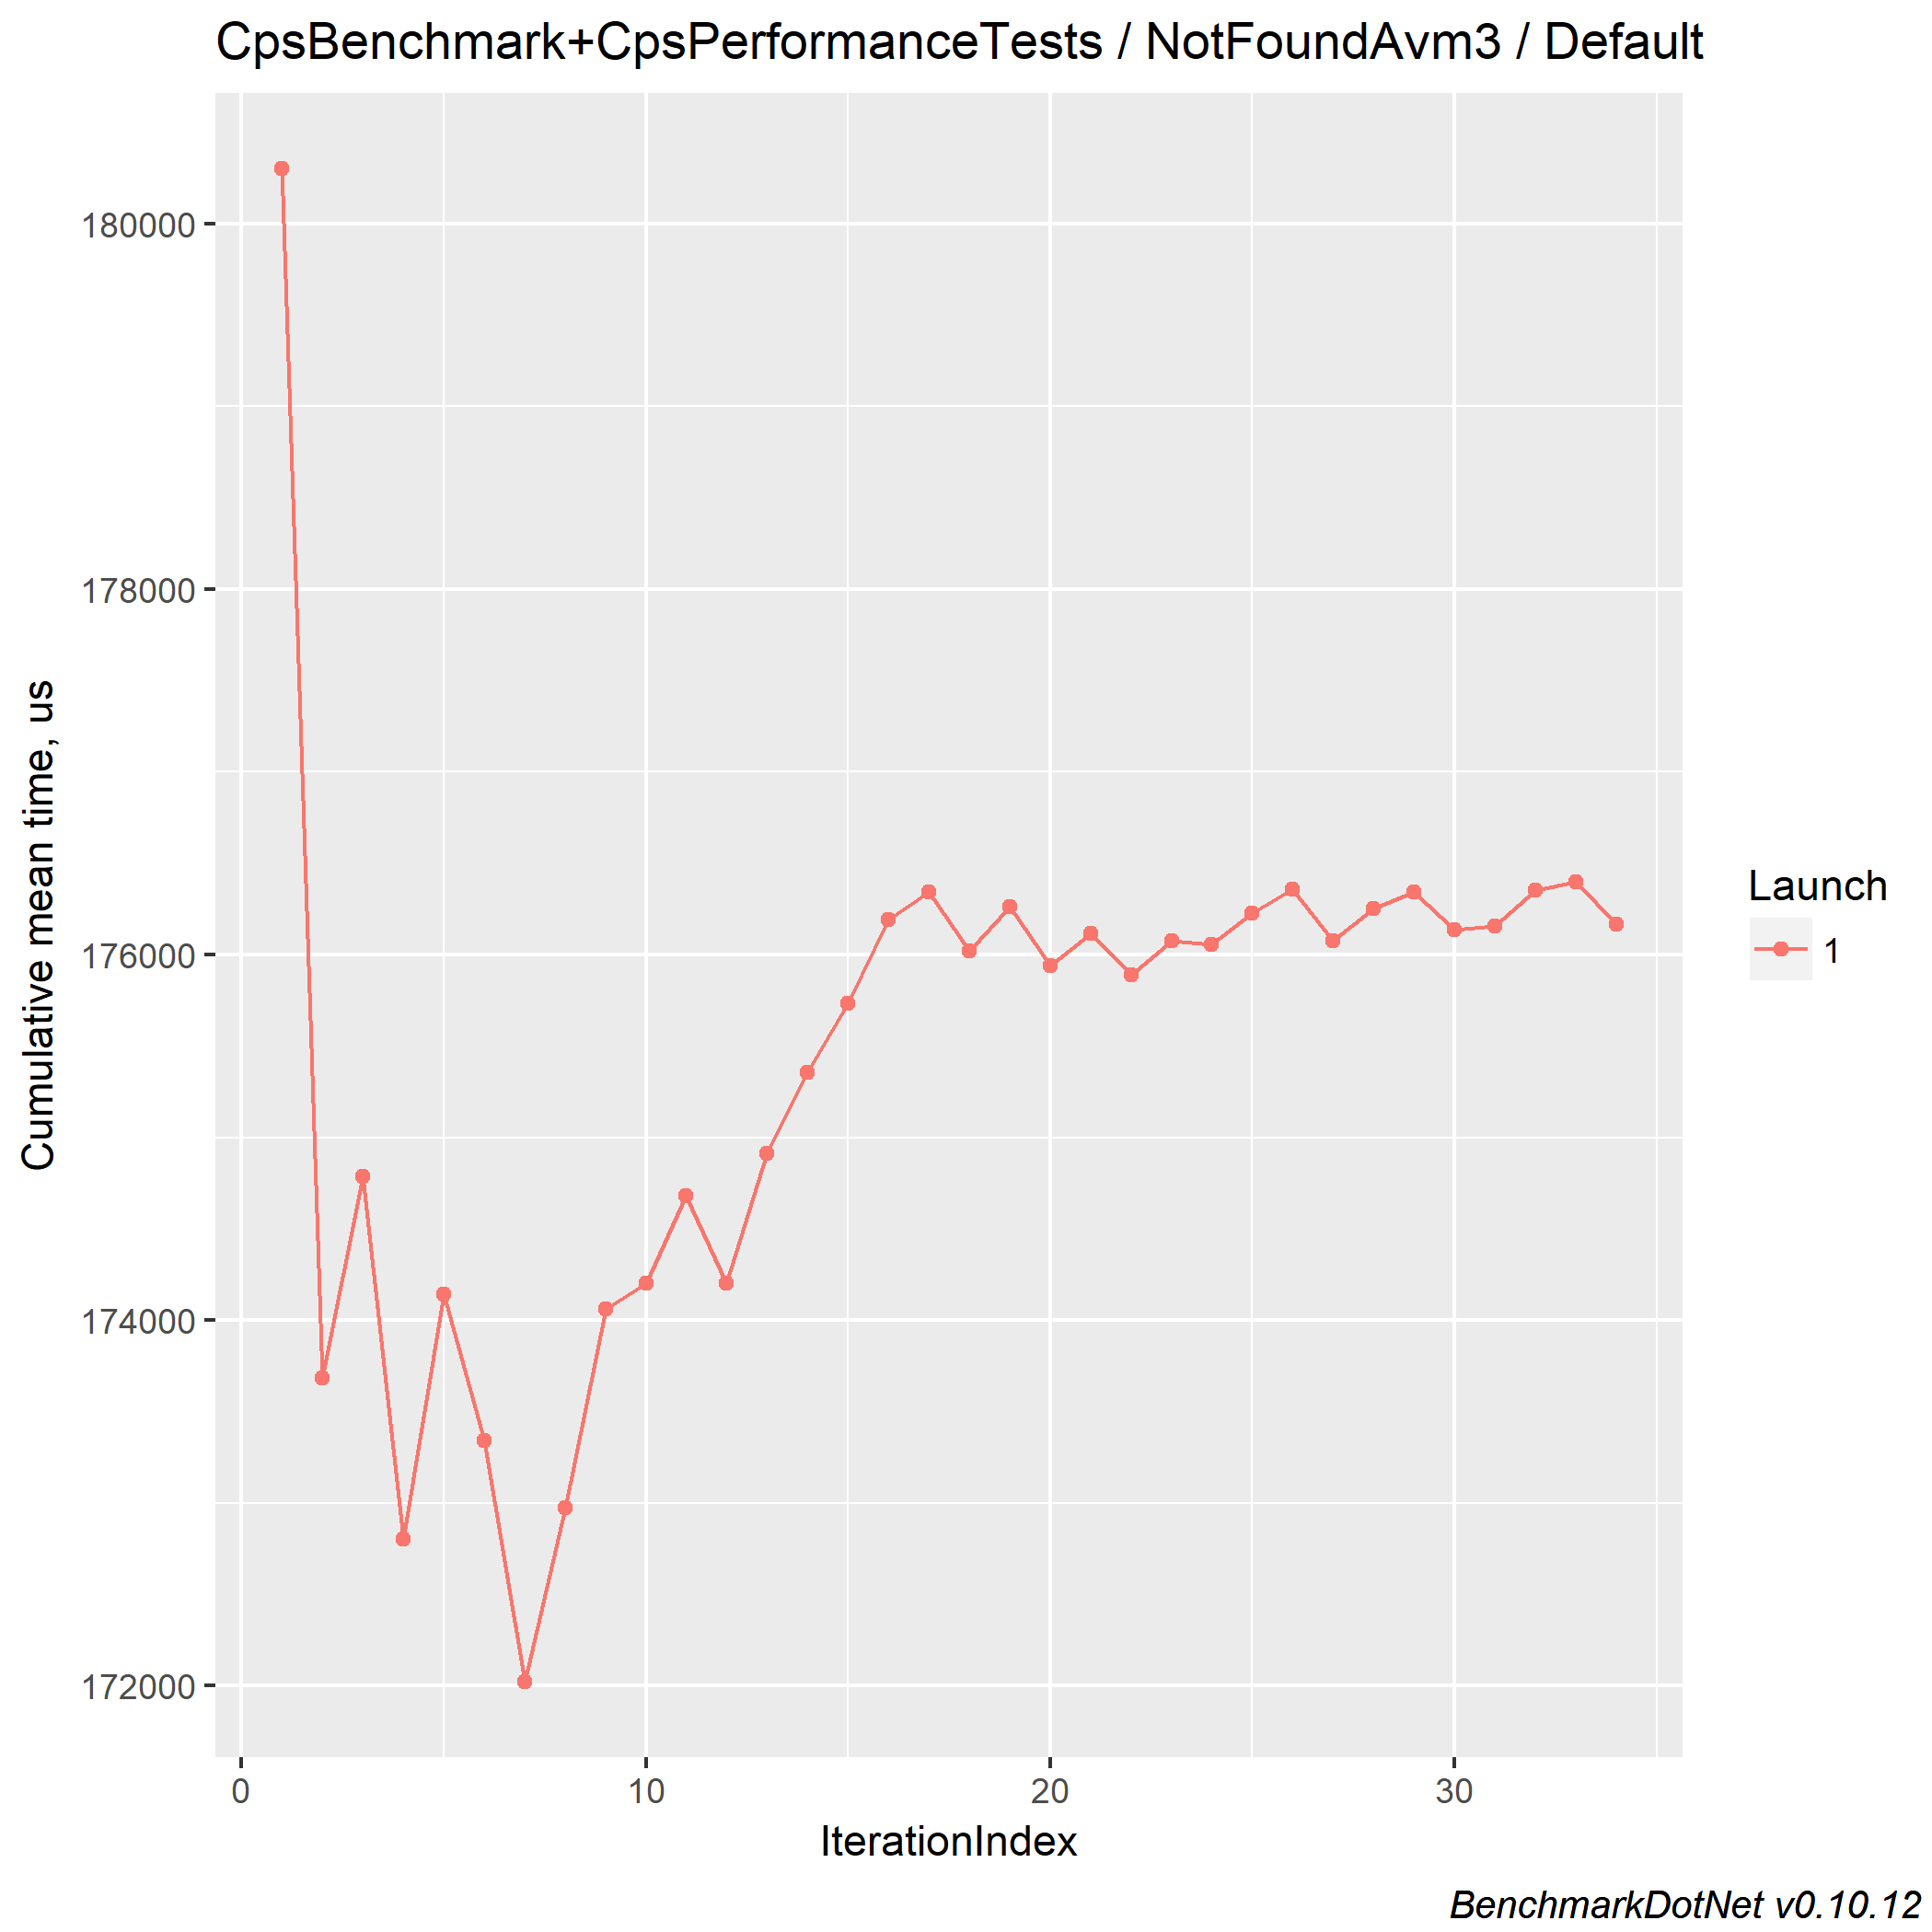 CpsBenchmark+CpsPerformanceTests / NotFoundAvm3 / Default
Cumulative mean time, us
180000
178000
176000
174000
172000
0 10 20 30
IterationIndex
Launch
1
BenchmarkDotNet v0.10.12